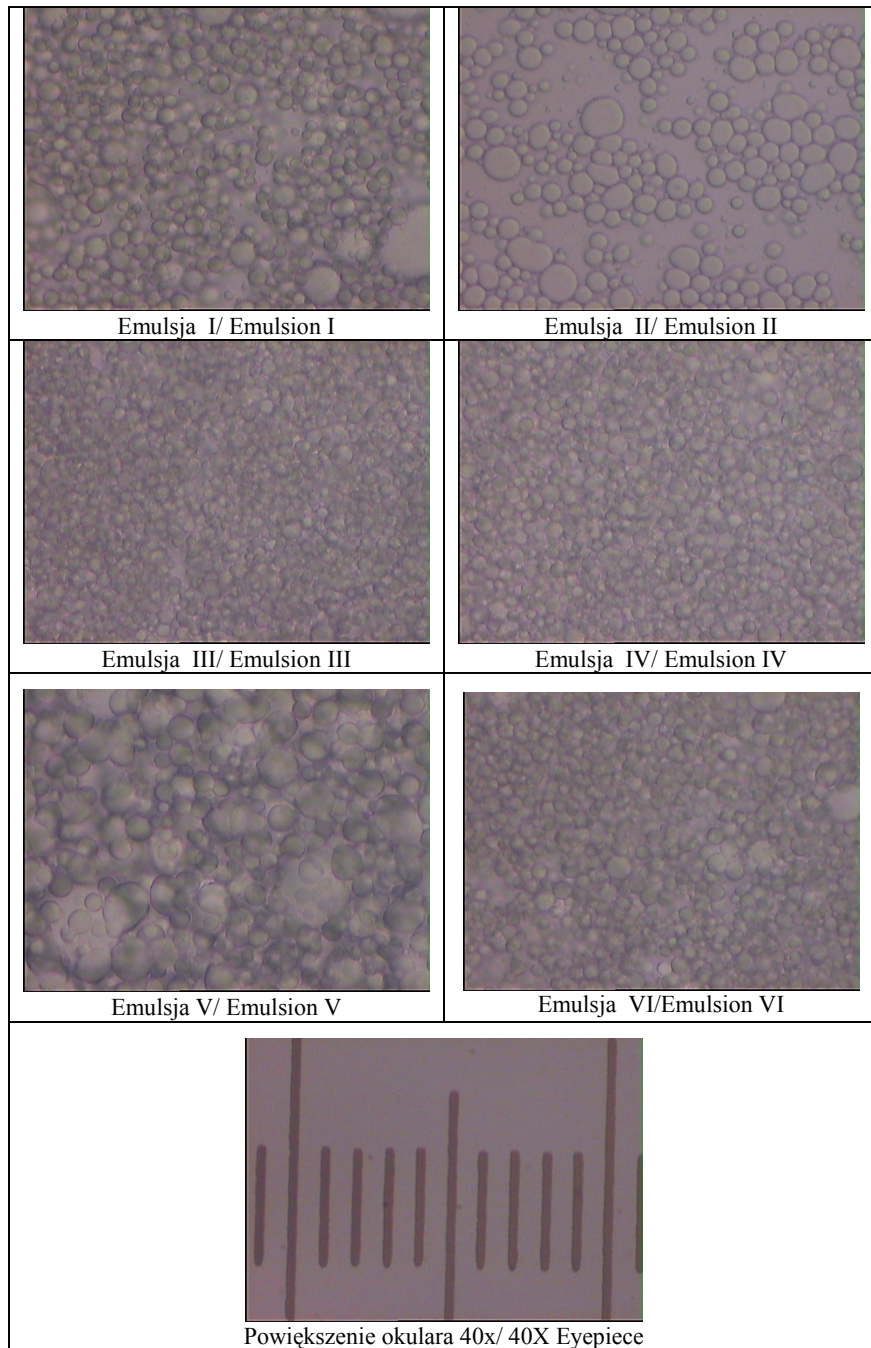 Emulsja I/ Emulsion I
Emulsja II/ Emulsion II
Emulsja III/ Emulsion III
Emulsja IV/ Emulsion IV
Emulsja V/ Emulsion V
Emulsja VI/Emulsion VI
Powiększenie okulara 40x/ 40X Eyepiece